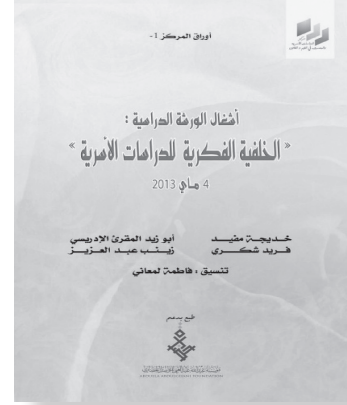 أوراق المركز 1-
أشغال الورشة الدراسية :
« الخلفية الفكرية للدراسات الأسرية »
4 ماي 2013
خديجة مفيد
أبو زيد المقرئ الإدريسي
فريد شكري
زينب عبد العزيز
تنسيق : فاطمة لمعاني
طبع بدعم